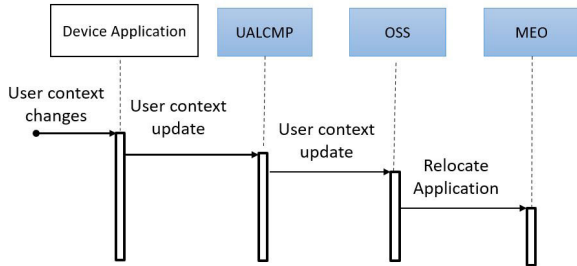 Device Application
UALCMP
OSS
MEO
User context
changes
User context
update
User context
update
Relocate
Application